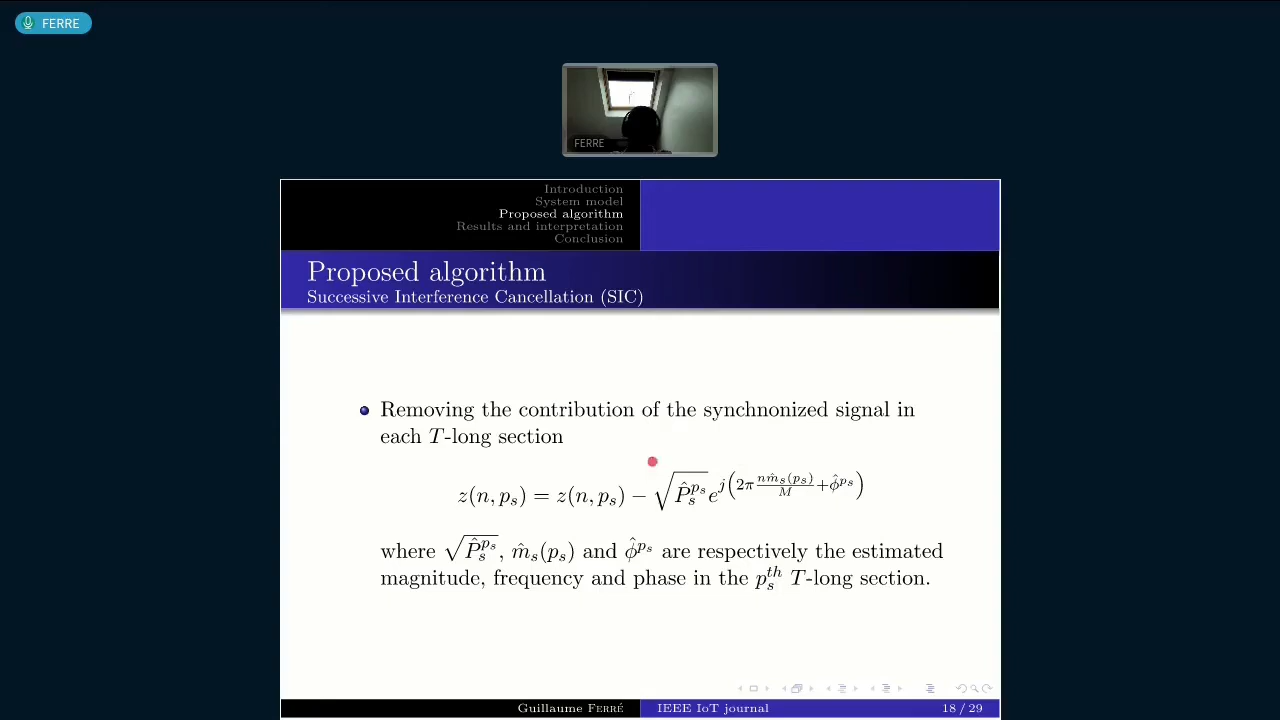 FERRE
FERRE
Introduction
System model
Proposed algorithm
Results and interpretation
Conclusion
Proposed algorithm
Successive Interference Cancellation (SIC)
Removing the contribution of the synchnonized signal in
each T-long section
z(n, p_s) = z(n, p_s) − √(P̂_s^{p_s}) e^{j(2π n m̂_s(p_s)/M + φ̂^{p_s})}
where √(P̂_s^{p_s}), m̂_s(p_s) and φ̂^{p_s} are respectively the estimated
magnitude, frequency and phase in the p_s^{th} T-long section.
Guillaume FERRÉ
IEEE IoT journal
18 / 29